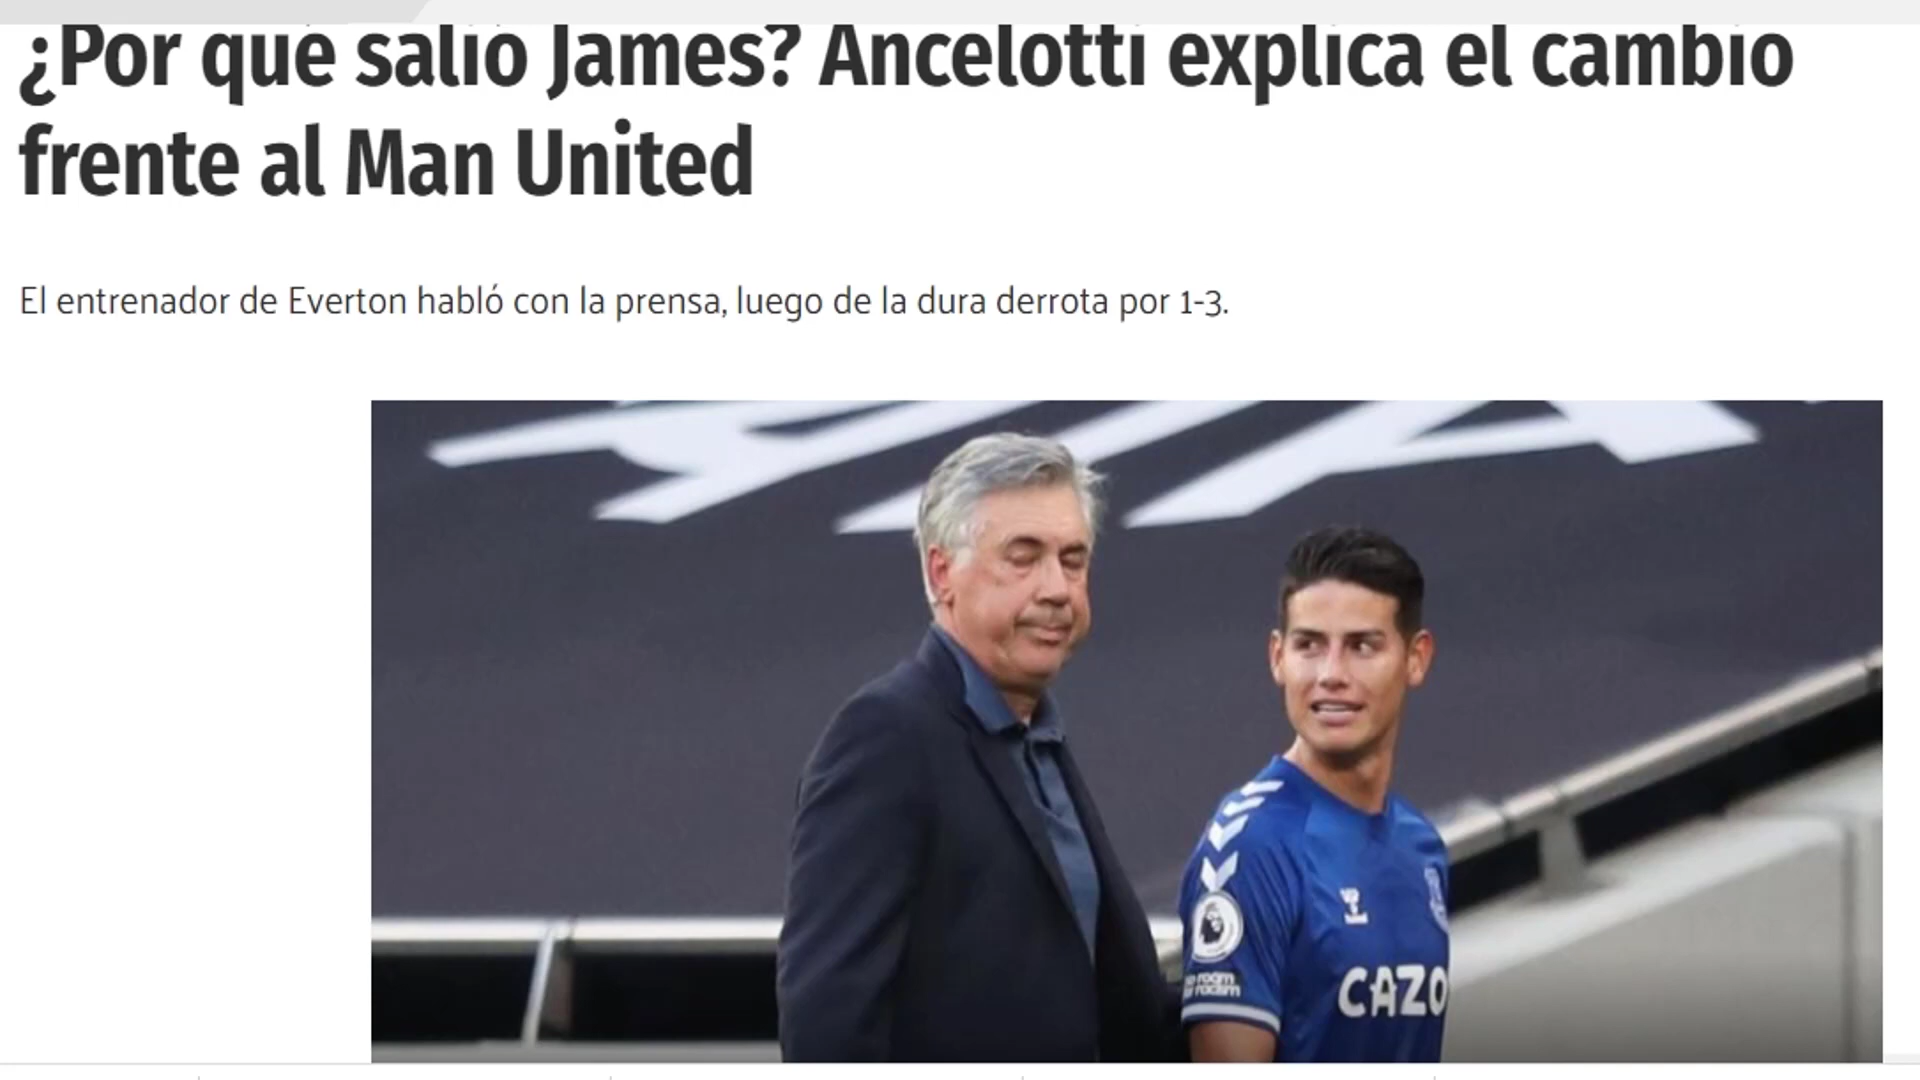 ¿Por qué salió James? Ancelotti explica el cambio
frente al Man United
El entrenador de Everton habló con la prensa, luego de la dura derrota por 1-3.
CAZO